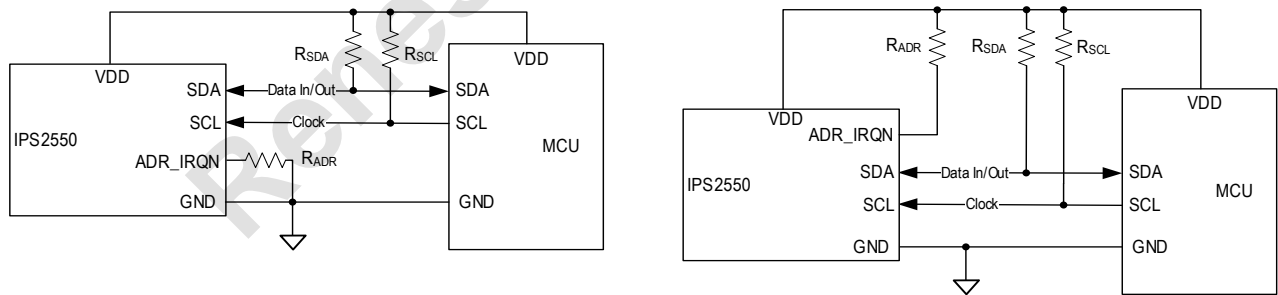 VDD
RSDA
RSCL
VDD
SDA
Data In/Out
SDA
SCL
Clock
SCL
IPS2550
MCU
ADR_IRQN
RADR
GND
GND
RADR
RSDA
RSCL
VDD
VDD
ADR_IRQN
SDA
Data In/Out
SDA
IPS2550
MCU
SCL
Clock
SCL
GND
GND